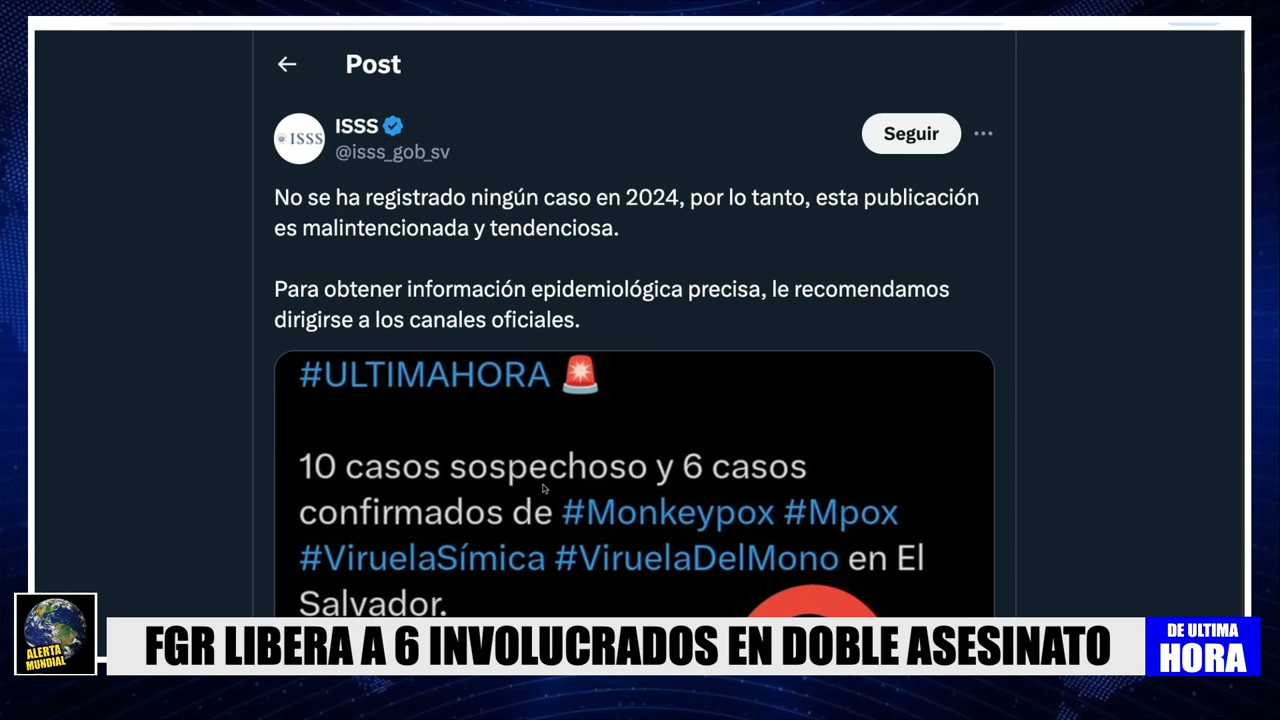 Post
ISSS
@isss_gob_sv
Seguir
ISSS
No se ha registrado ningún caso en 2024, por lo tanto, esta publicación
es malintencionada y tendenciosa.
Para obtener información epidemiológica precisa, le recomendamos
dirigirse a los canales oficiales.
#ULTIMAHORA 🚨
10 casos sospechoso y 6 casos
confirmados de #Monkeypox #Mpox
#ViruelaSímica #ViruelaDelMono en El
Salvador.
ALERTA
MUNDIAL
FGR LIBERA A 6 INVOLUCRADOS EN DOBLE ASESINATO
DE ULTIMA
HORA